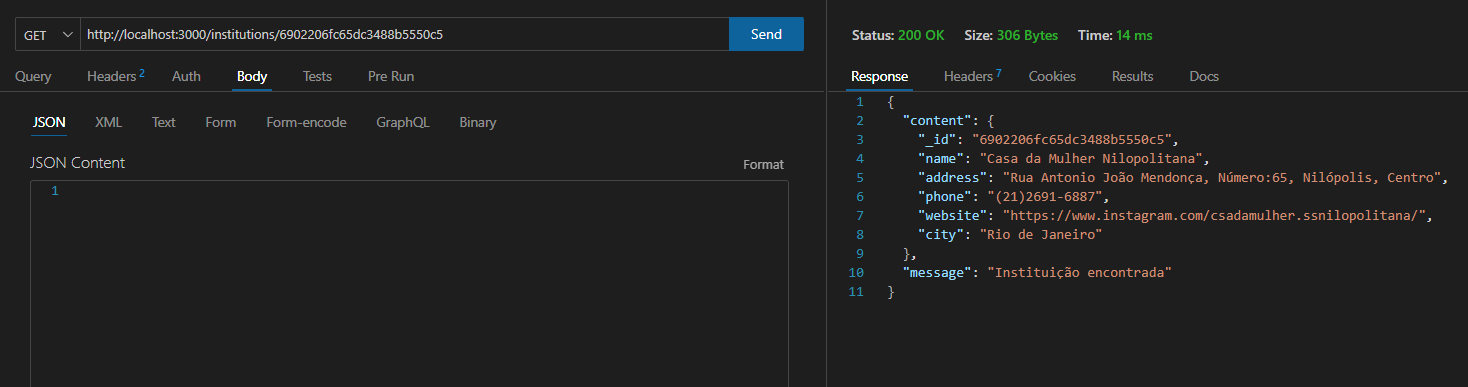 GET http://localhost:3000/institutions/6902206fc65dc3488b5550c5 Send
Query Headers 2 Auth Body Tests Pre Run
JSON XML Text Form Form-encode GraphQL Binary
JSON Content Format
1
Status: 200 OK Size: 306 Bytes Time: 14 ms
Response Headers 7 Cookies Results Docs
1 {
2 "content": {
3 "_id": "6902206fc65dc3488b5550c5",
4 "name": "Casa da Mulher Nilopolitana",
5 "address": "Rua Antonio João Mendonça, Número:65, Nilópolis, Centro",
6 "phone": "(21)2691-6887",
7 "website": "https://www.instagram.com/csadamulher.ssnilopolitana/",
8 "city": "Rio de Janeiro"
9 },
10 "message": "Instituição encontrada"
11 }